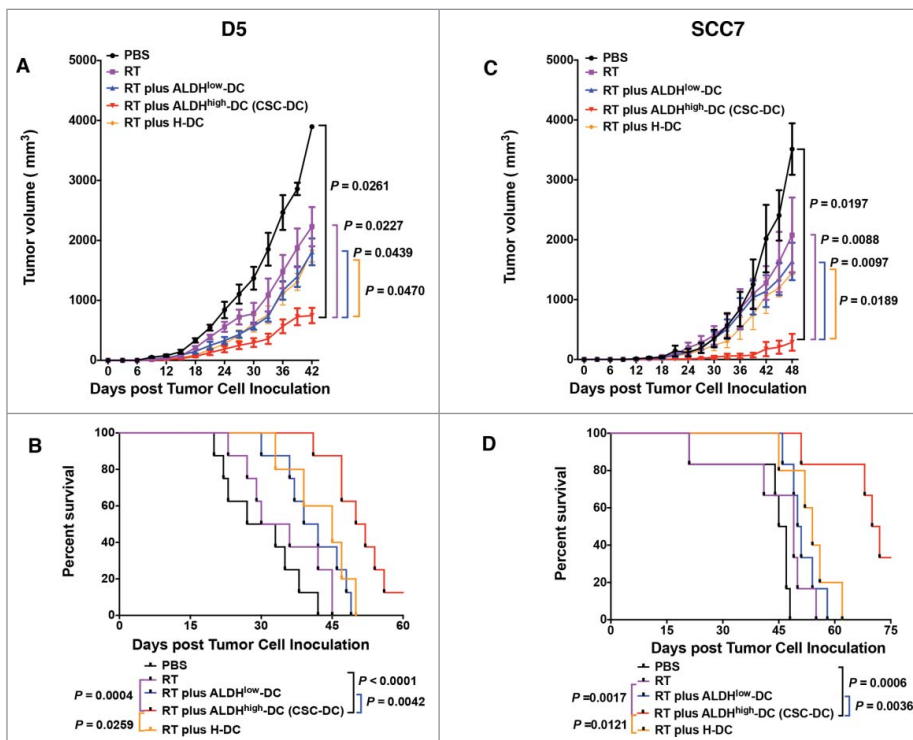 D5
A
PBS
RT
RT plus ALDHlow-DC
RT plus ALDHhigh-DC (CSC-DC)
RT plus H-DC
Tumor volume ( mm3)
5000
4000
3000
2000
1000
0
0 6 12 18 24 30 36 42
Days post Tumor Cell Inoculation
P = 0.0261
P = 0.0227
P = 0.0439
P = 0.0470
SCC7
C
PBS
RT
RT plus ALDHlow-DC
RT plus ALDHhigh-DC (CSC-DC)
RT plus H-DC
Tumor volume ( mm3)
5000
4000
3000
2000
1000
0
0 6 12 18 24 30 36 42 48
Days post Tumor Cell Inoculation
P = 0.0197
P = 0.0088
P = 0.0097
P = 0.0189
B
Percent survival
100
80
60
40
20
0
0 15 30 45 60
Days post Tumor Cell Inoculation
PBS
RT
RT plus ALDHlow-DC
RT plus ALDHhigh-DC (CSC-DC)
RT plus H-DC
P = 0.0004
P = 0.0259
P < 0.0001
P = 0.0042
D
Percent survival
100
80
60
40
20
0
0 15 30 45 60 75
Days post Tumor Cell Inoculation
PBS
RT
RT plus ALDHlow-DC
RT plus ALDHhigh-DC (CSC-DC)
RT plus H-DC
P =0.0017
P =0.0121
P = 0.0006
P = 0.0036